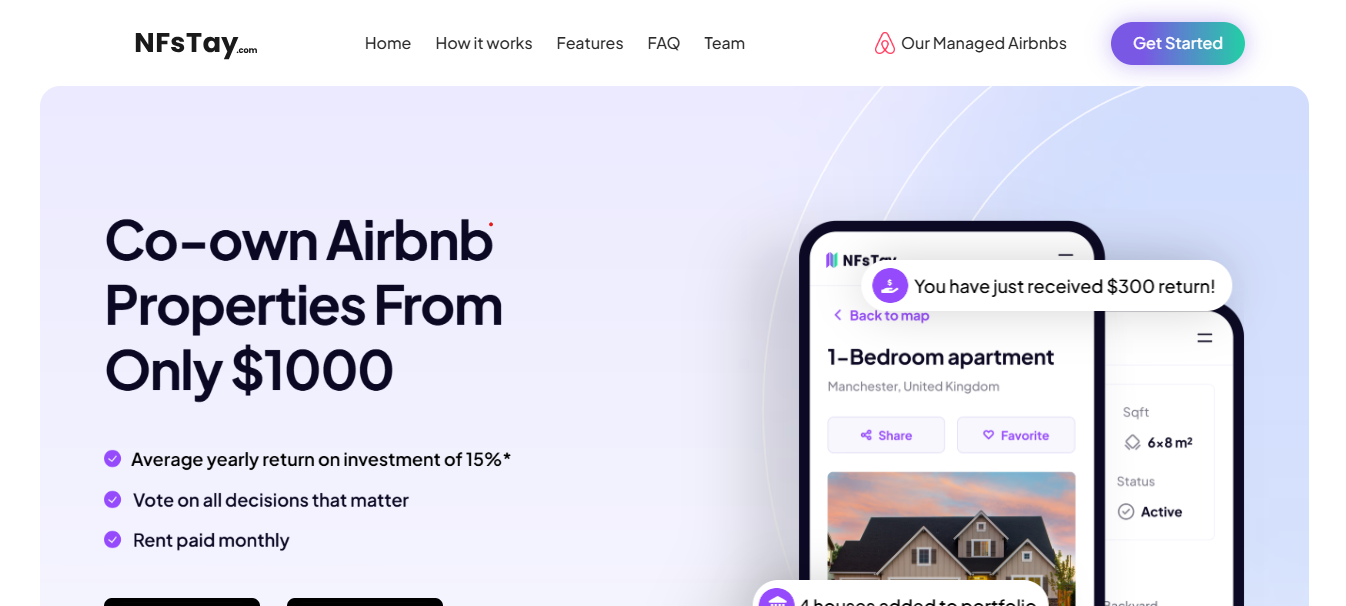 NFsTay.com
Home
How it works
Features
FAQ
Team
Our Managed Airbnbs
Get Started
Co-own Airbnb
Properties From
Only $1000
Average yearly return on investment of 15%*
Vote on all decisions that matter
Rent paid monthly
NFsTay
You have just received $300 return!
Back to map
1-Bedroom apartment
Manchester, United Kingdom
Share
Favorite
Sqft
6x8 m²
Status
Active
4 houses added to portfolio
Backyard